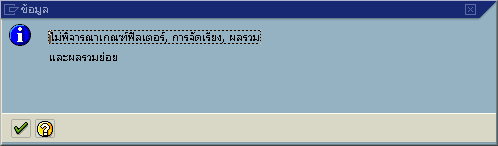 ข้อมูล
ไม่พิจารณาเกณฑ์ฟิลเตอร์, การจัดเรียง, ผลรวม
และผลรวมย่อย